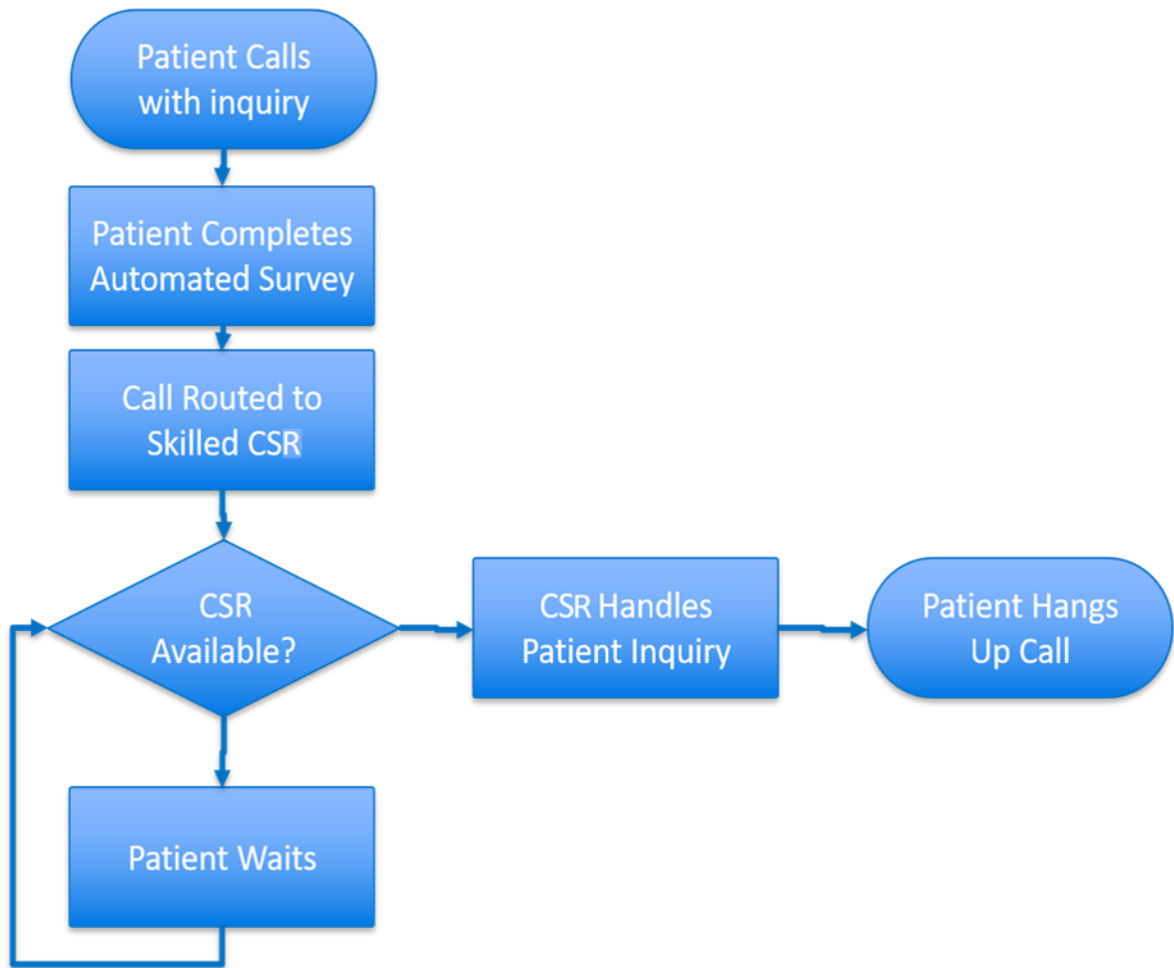 Patient Calls
with inquiry
Patient Completes
Automated Survey
Call Routed to
Skilled CSR
CSR
Available?
CSR Handles
Patient Inquiry
Patient Hangs
Up Call
Patient Waits